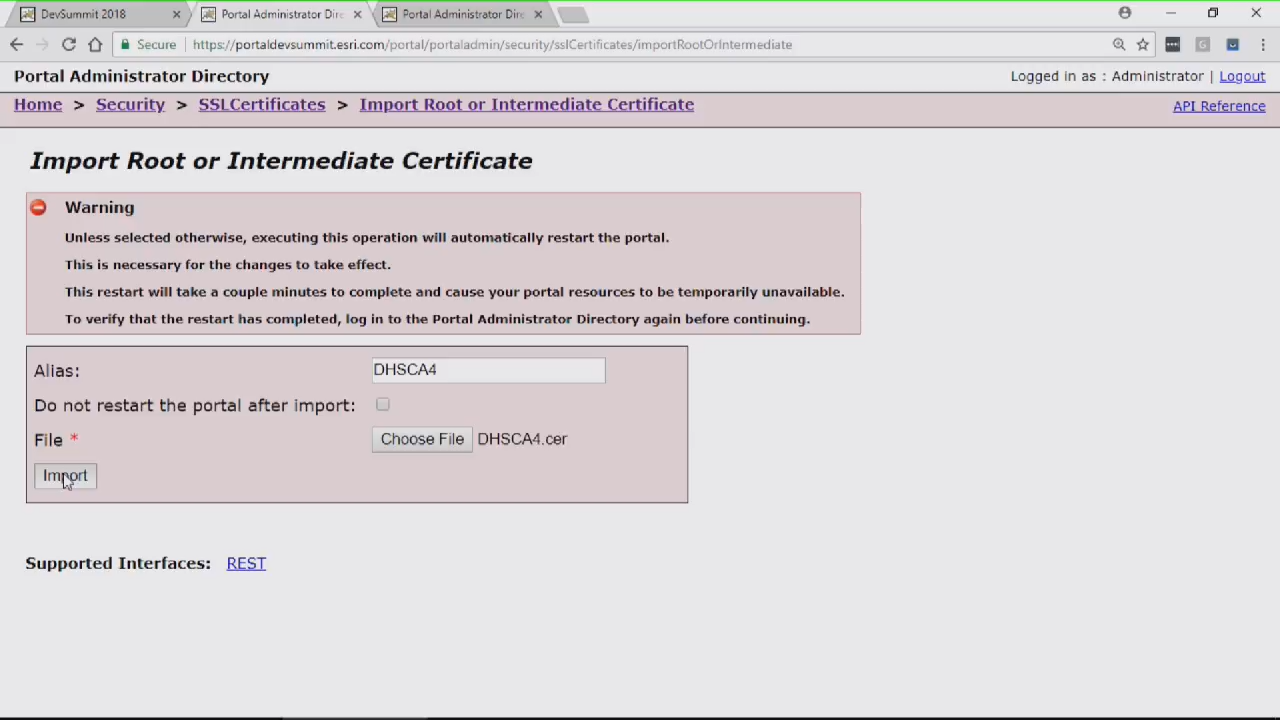 DevSummit 2018
Portal Administrator Dire
Portal Administrator Dire
Secure
https://portaldevsummit.esri.com/portal/portaladmin/security/sslCertificates/importRootOrIntermediate
Portal Administrator Directory
Logged in as : Administrator | Logout
Home > Security > SSLCertificates > Import Root or Intermediate Certificate
API Reference
Import Root or Intermediate Certificate
Warning
Unless selected otherwise, executing this operation will automatically restart the portal.
This is necessary for the changes to take effect.
This restart will take a couple minutes to complete and cause your portal resources to be temporarily unavailable.
To verify that the restart has completed, log in to the Portal Administrator Directory again before continuing.
Alias: DHSCA4
Do not restart the portal after import:
File * Choose File DHSCA4.cer
Import
Supported Interfaces: REST